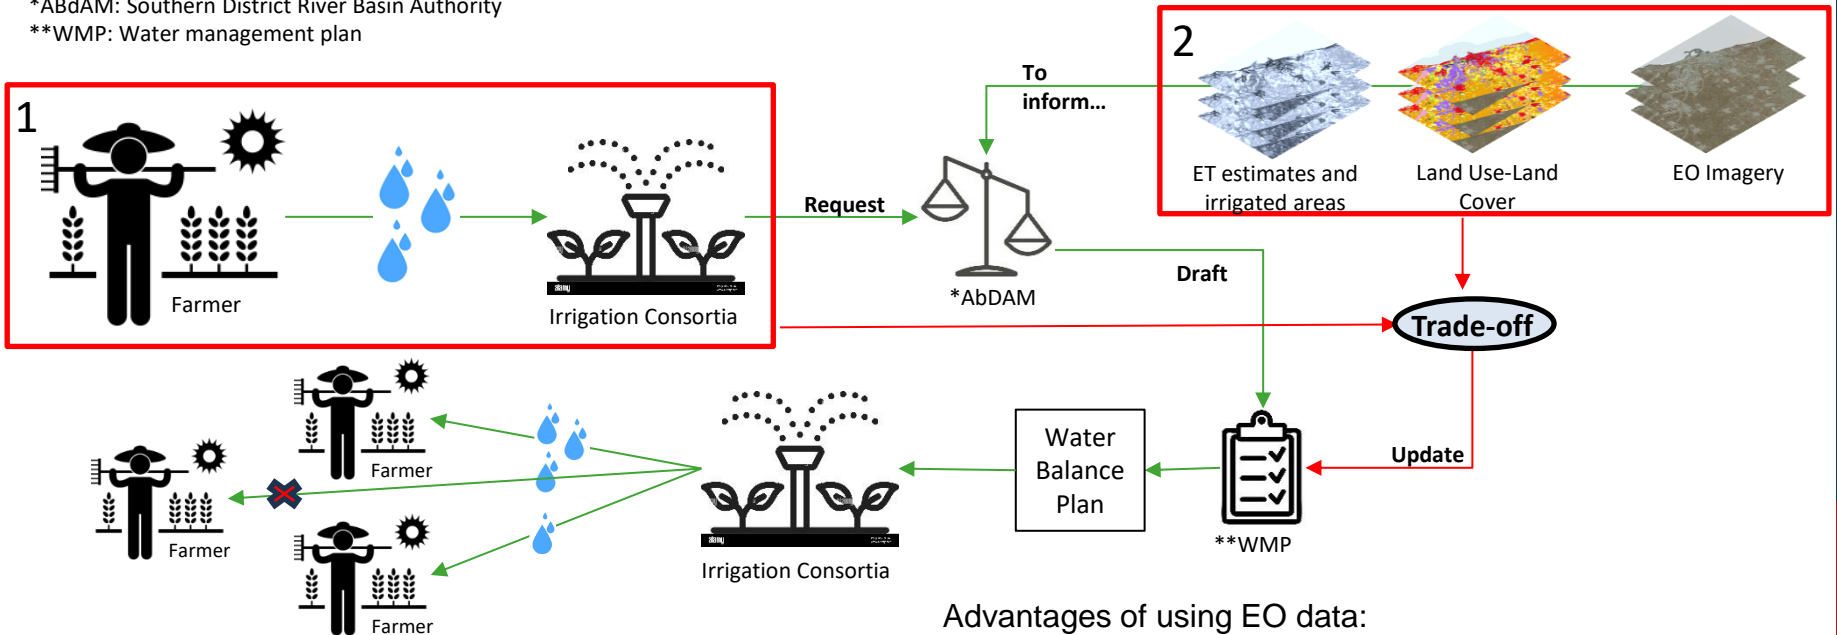 *ABdAM: Southern District River Basin Authority
**WMP: Water management plan
1
2
To
inform...
Request
ET estimates and
irrigated areas
Land Use-Land
Cover
EO Imagery
Farmer
alamy
Irrigation Consortia
*AbDAM
Draft
Trade-off
Farmer
Farmer
Farmer
alamy
Irrigation Consortia
Water
Balance
Plan
Update
**WMP
Advantages of using EO data: